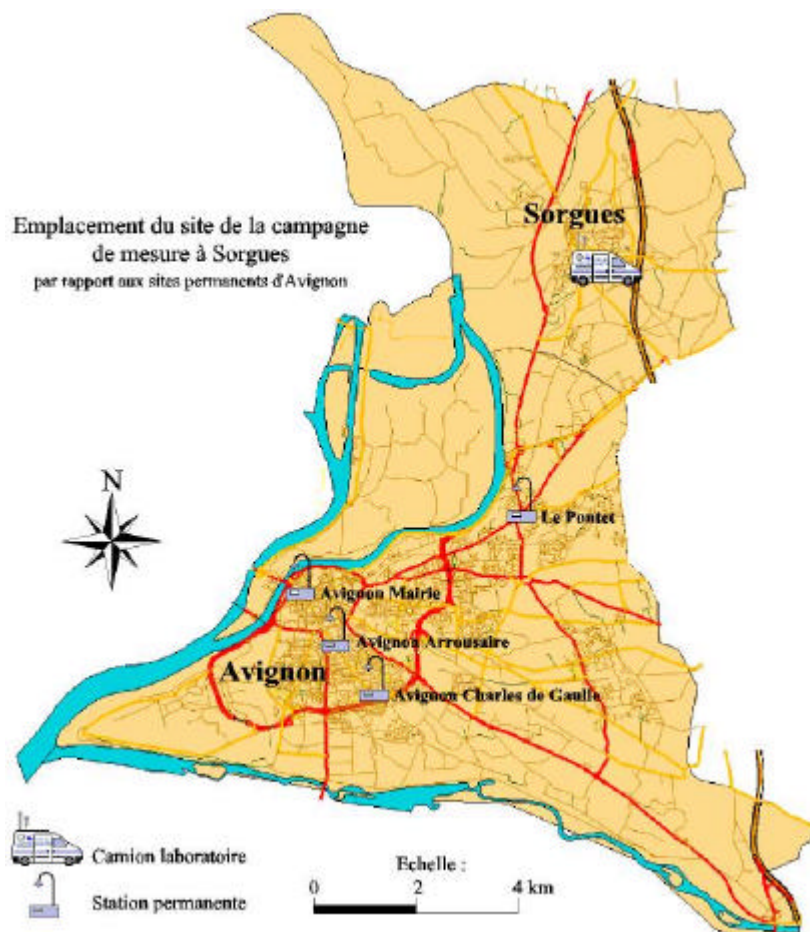 Sorgues
Emplacement du site de la campagne
de mesure à Sorgues
par rapport aux sites permanents d'Avignon
N
Le Pontet
Avignon Mairie
Avignon Arrousaire
Avignon
Avignon Charles de Gaulle
Camion laboratoire
Station permanente
Echelle :
0 2 4 km